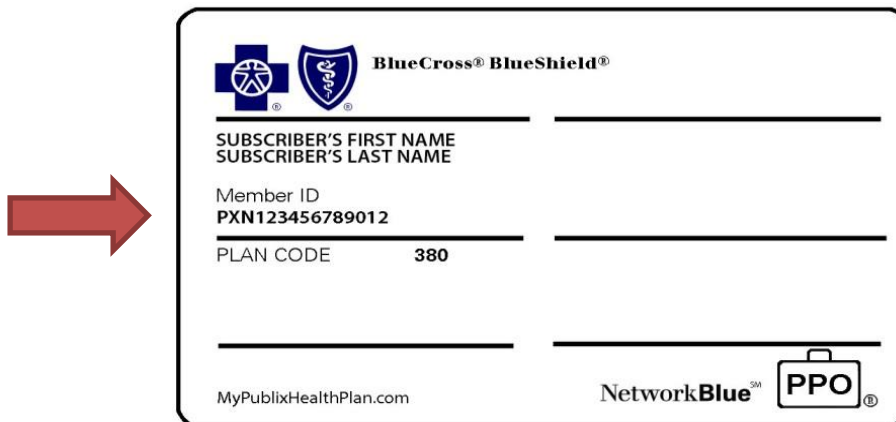 BlueCross® BlueShield®
SUBSCRIBER'S FIRST NAME
SUBSCRIBER'S LAST NAME
Member ID
PXN123456789012
PLAN CODE 380
MyPublixHealthPlan.com
NetworkBlue℠ PPO®